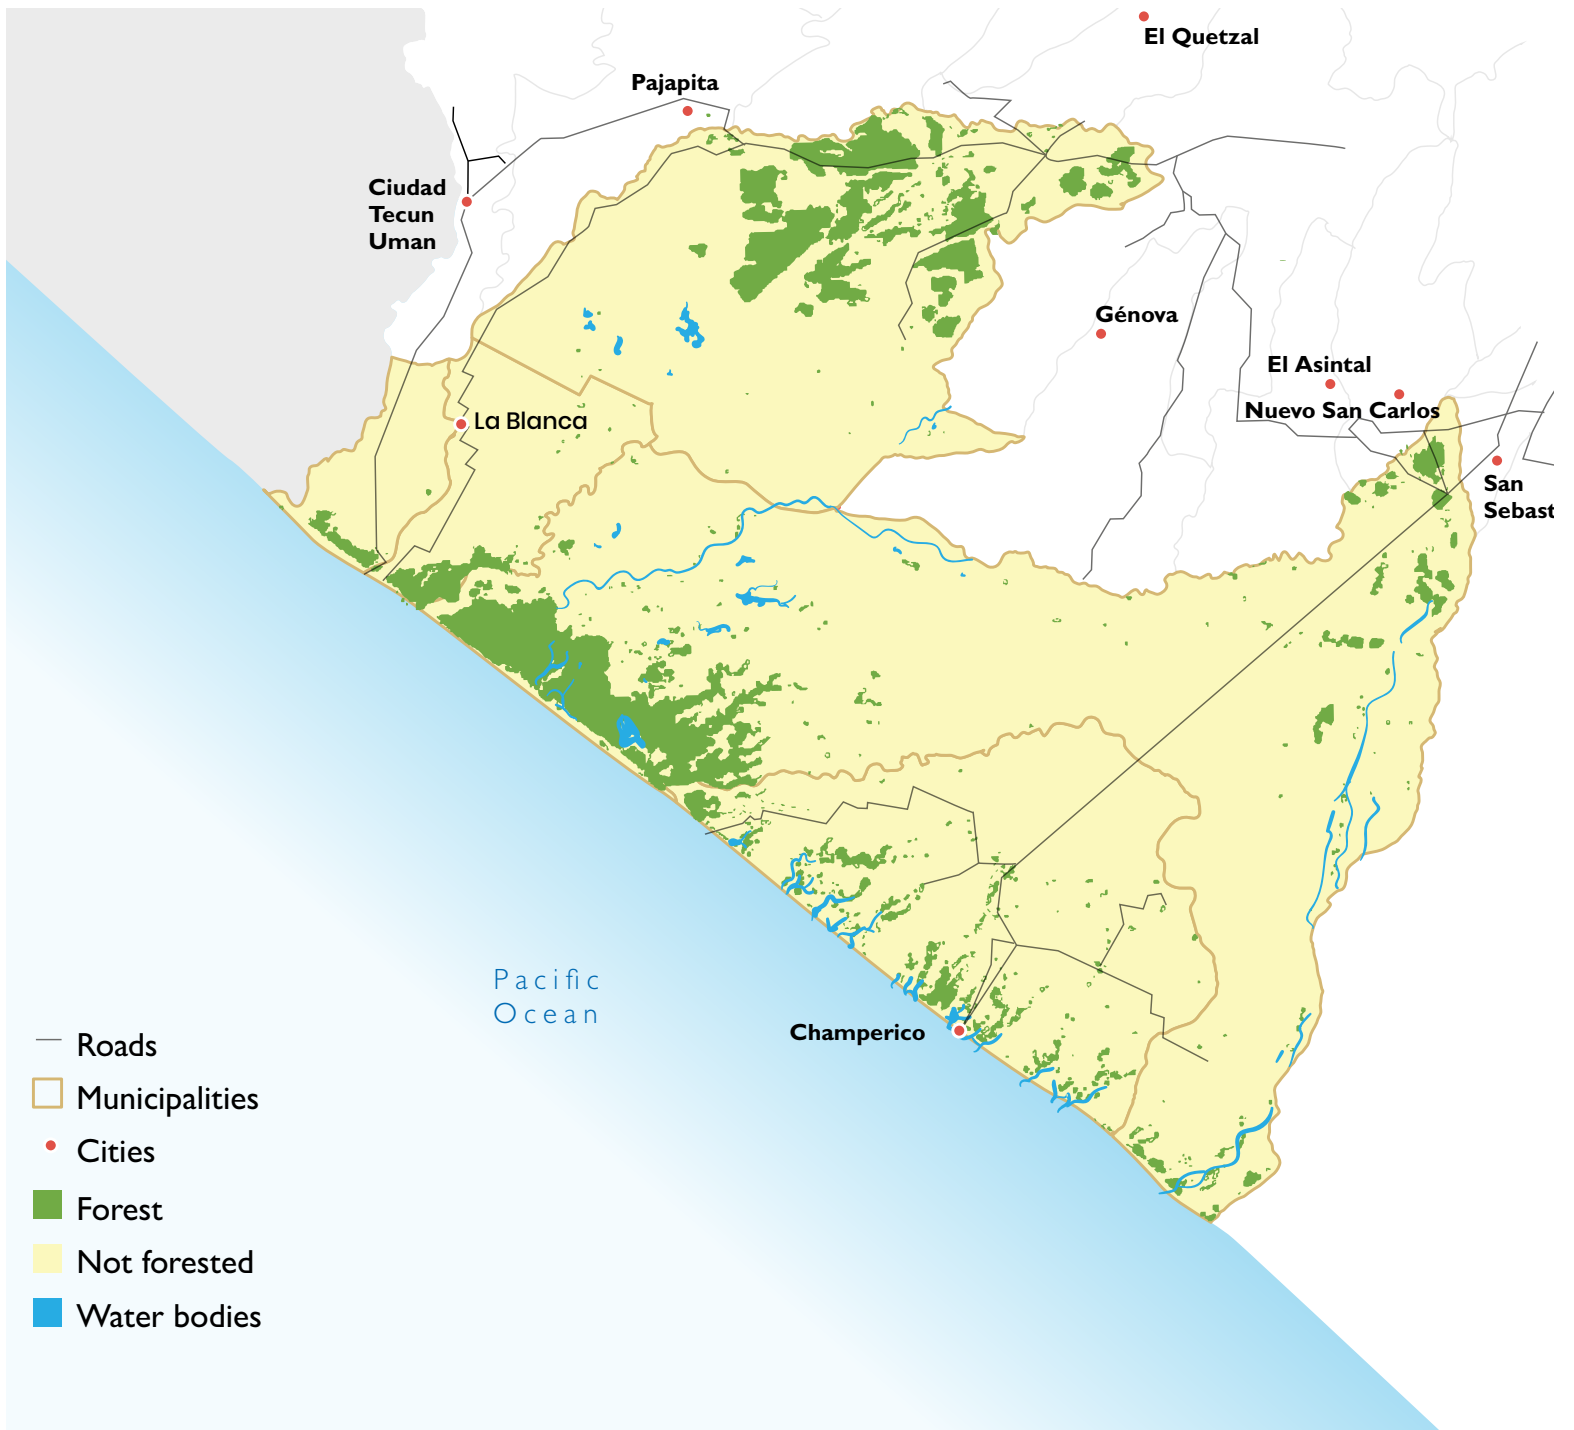 El Quetzal
Pajapita
Ciudad
Tecun
Uman
Génova
El Asintal
Nuevo San Carlos
La Blanca
San
Sebast
Pacific
Ocean
Champerico
Roads
Municipalities
Cities
Forest
Not forested
Water bodies